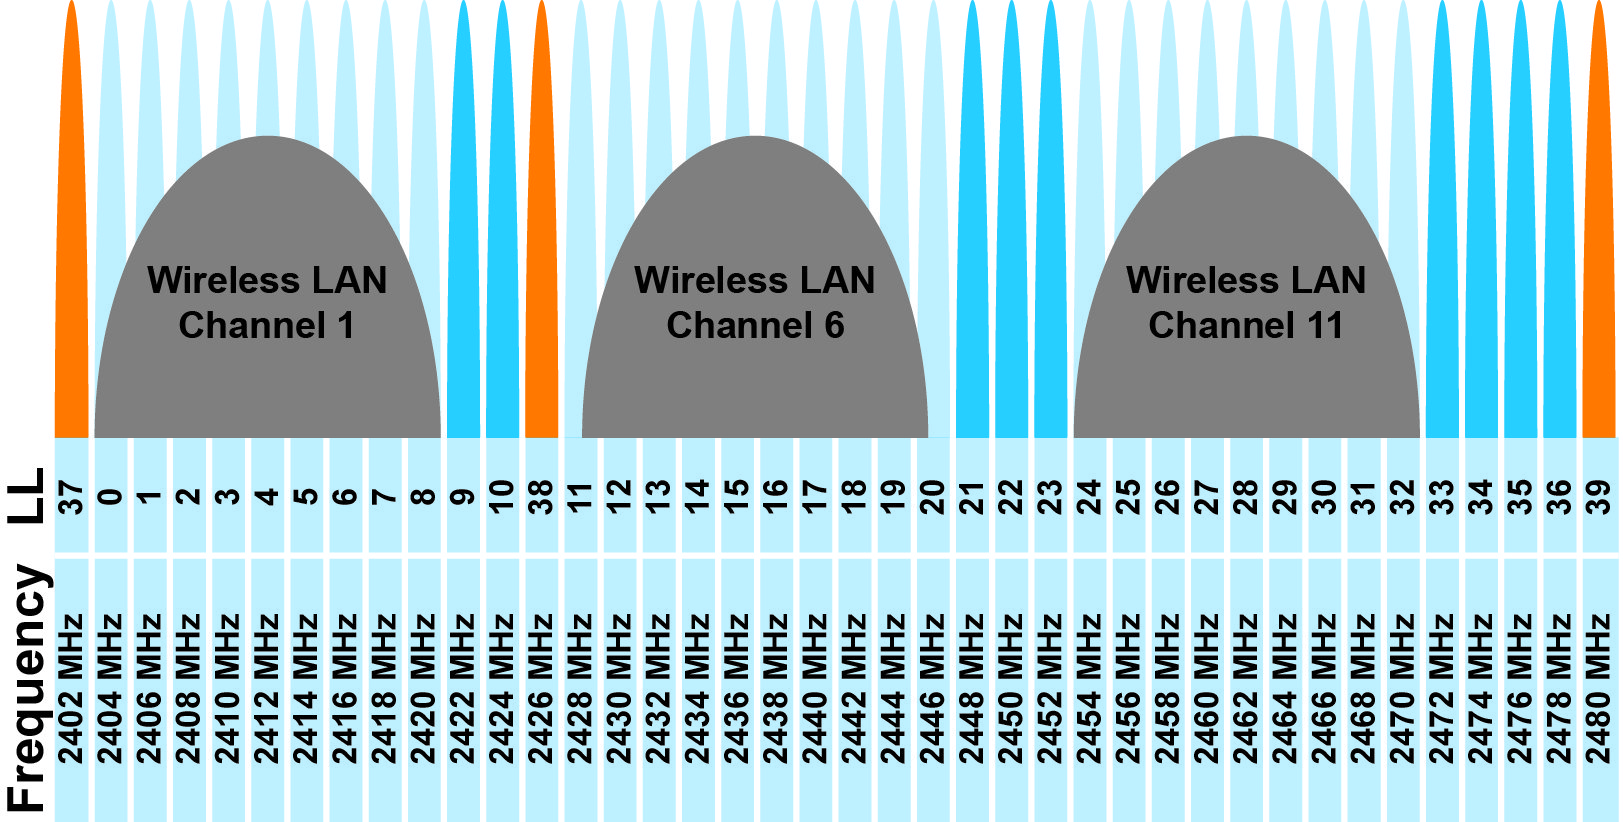 Wireless LAN
Channel 1
Wireless LAN
Channel 6
Wireless LAN
Channel 11
LL 37 0 1 2 3 4 5 6 7 8 9 10 38 11 12 13 14 15 16 17 18 19 20 21 22 23 24 25 26 27 28 29 30 31 32 33 34 35 36 39
Frequency 2402 MHz 2404 MHz 2406 MHz 2408 MHz 2410 MHz 2412 MHz 2414 MHz 2416 MHz 2418 MHz 2420 MHz 2422 MHz 2424 MHz 2426 MHz 2428 MHz 2430 MHz 2432 MHz 2434 MHz 2436 MHz 2438 MHz 2440 MHz 2442 MHz 2444 MHz 2446 MHz 2448 MHz 2450 MHz 2452 MHz 2454 MHz 2456 MHz 2458 MHz 2460 MHz 2462 MHz 2464 MHz 2466 MHz 2468 MHz 2470 MHz 2472 MHz 2474 MHz 2476 MHz 2478 MHz 2480 MHz